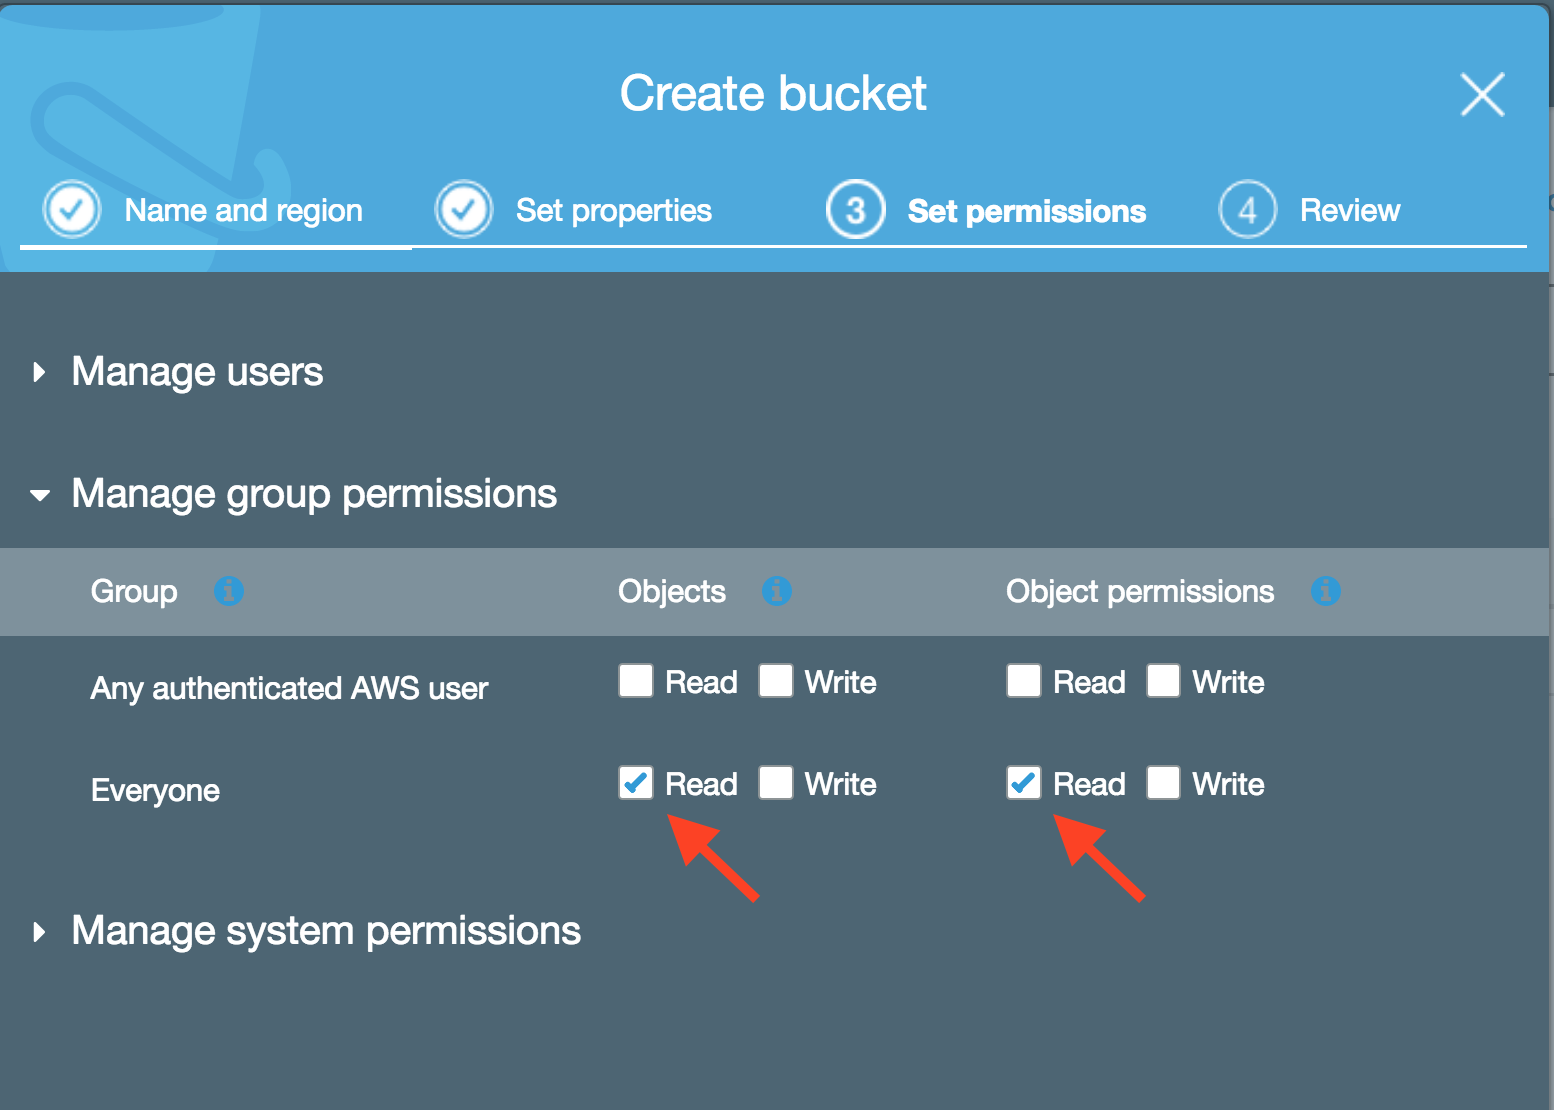 Create bucket
Name and region
Set properties
3 Set permissions
4 Review
Manage users
Manage group permissions
Group Objects Object permissions
Any authenticated AWS user Read Write Read Write
Everyone Read Write Read Write
Manage system permissions